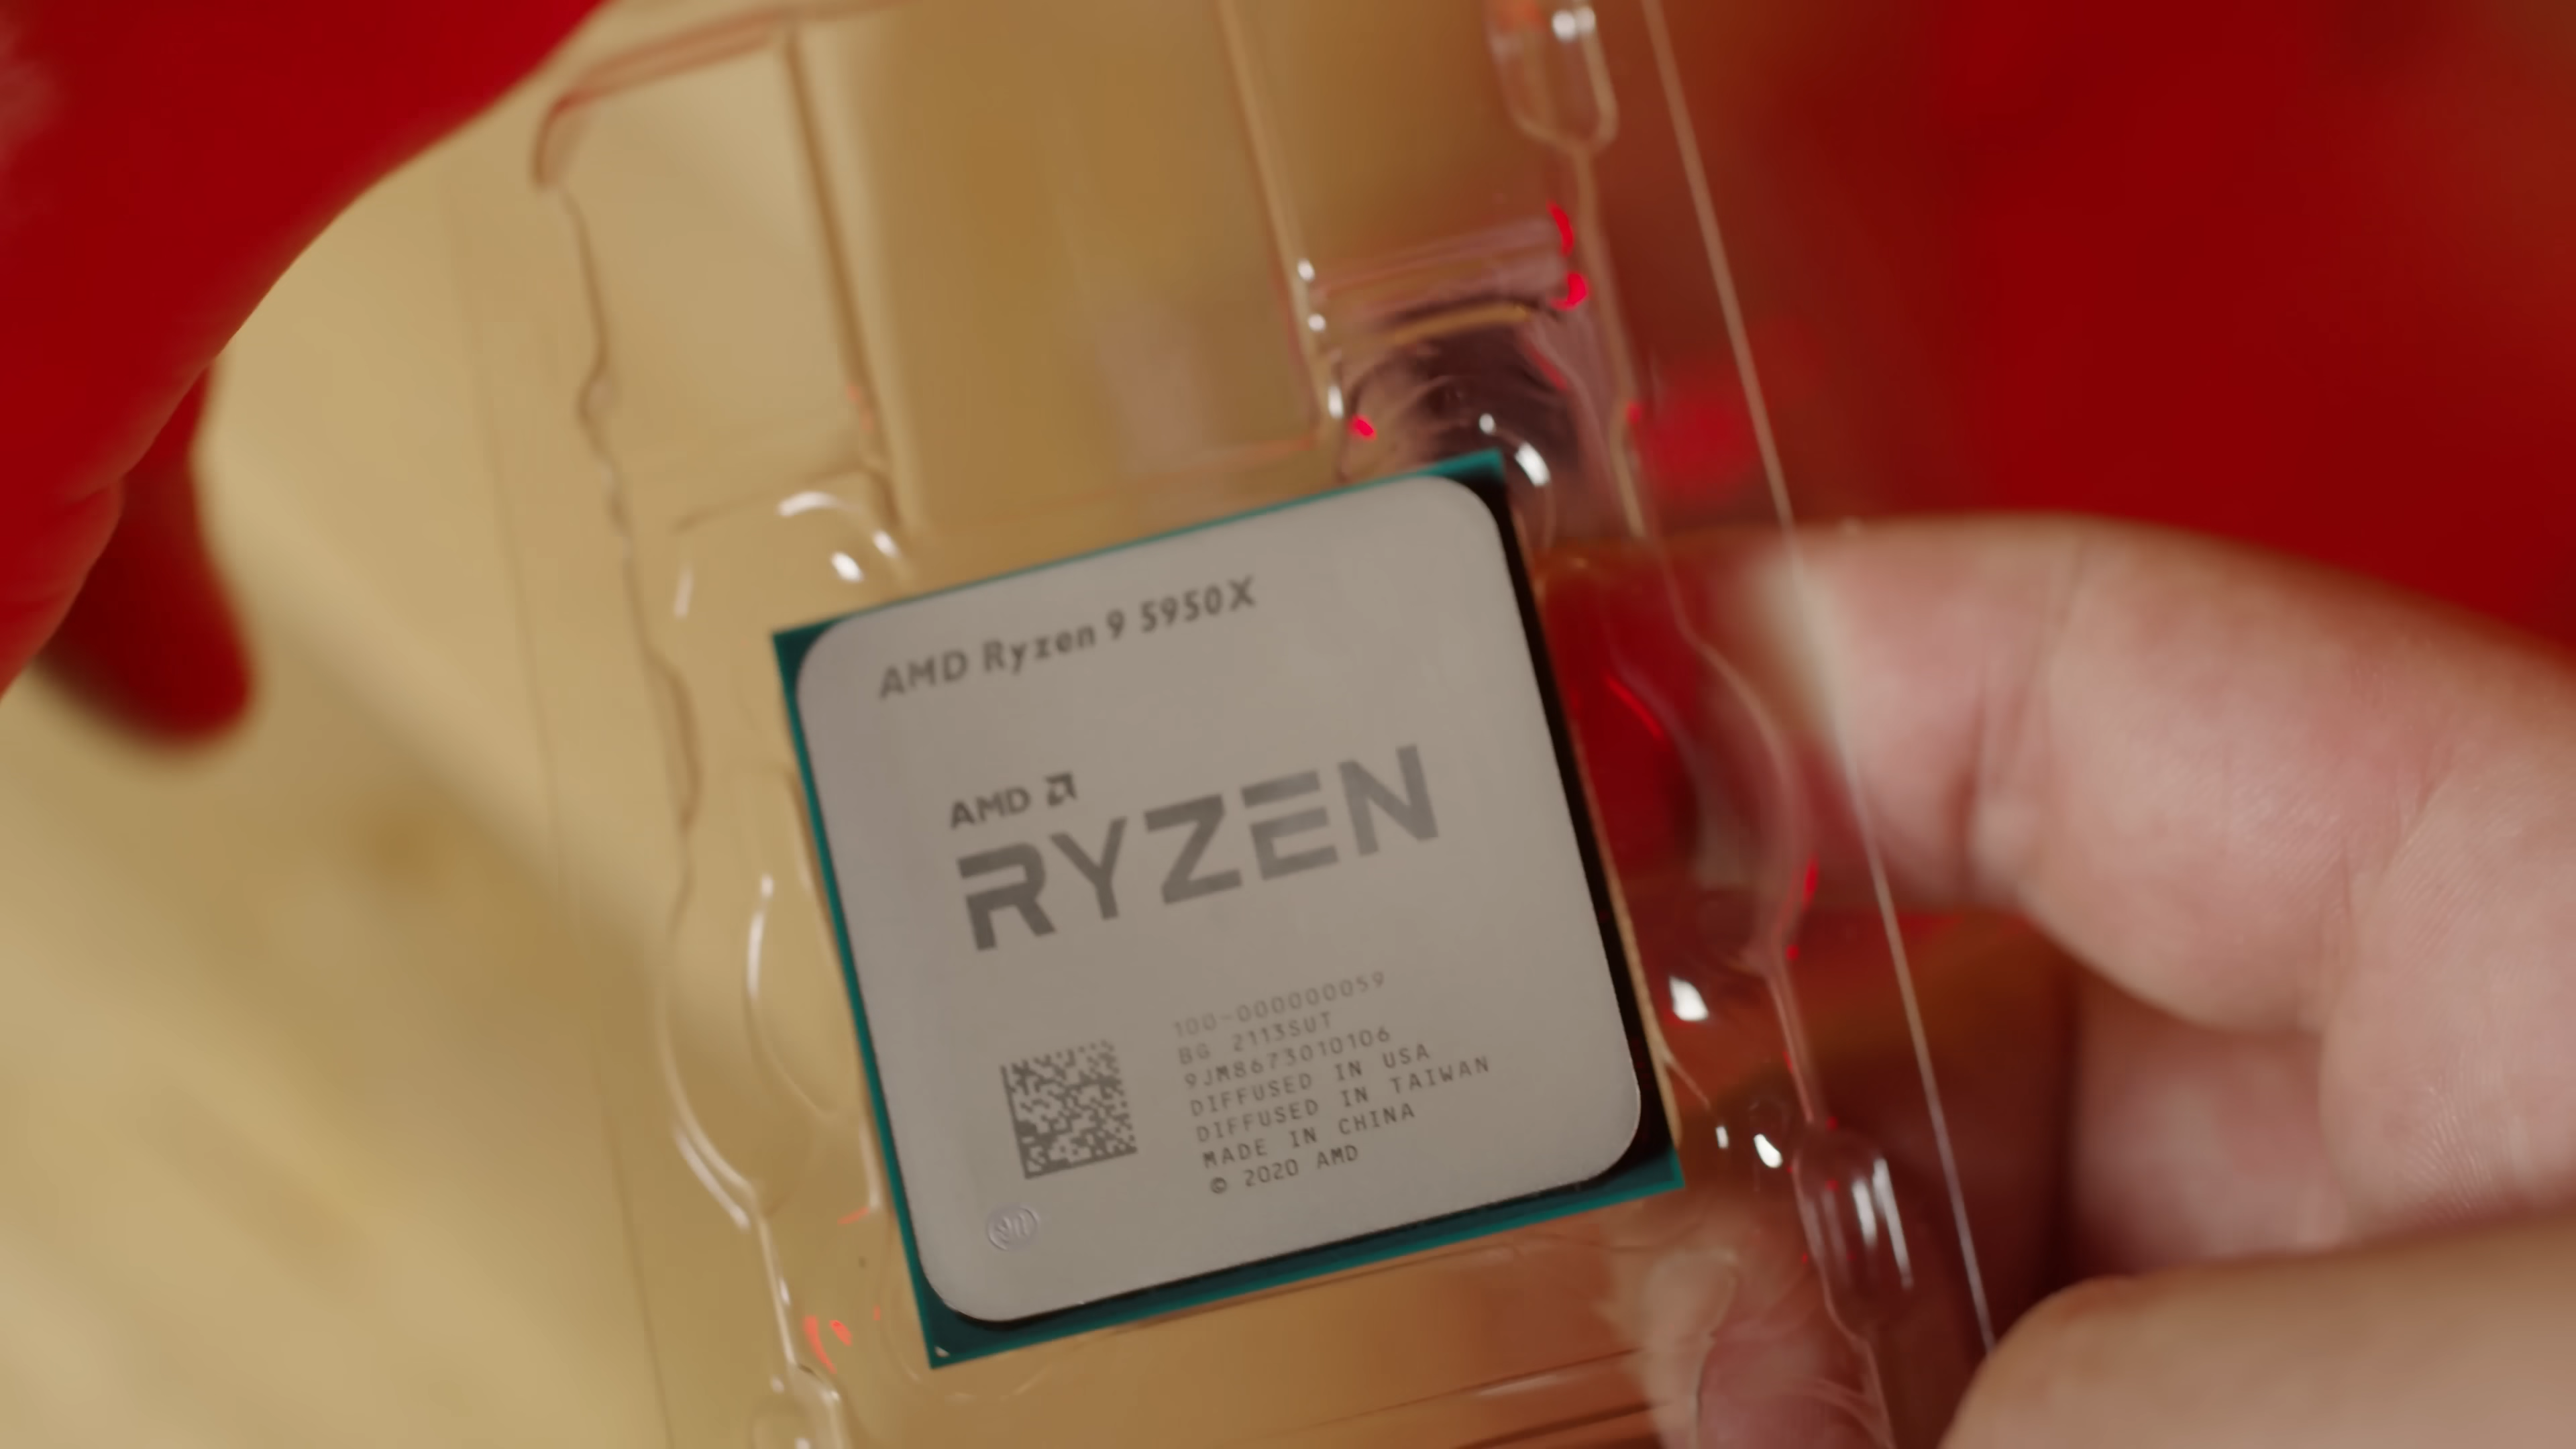 AMD Ryzen 9 5950X
AMD
RYZEN
100-000000059
BG 2113SUT
9JM8673010106
DIFFUSED IN USA
DIFFUSED IN TAIWAN
MADE IN CHINA
© 2020 AMD